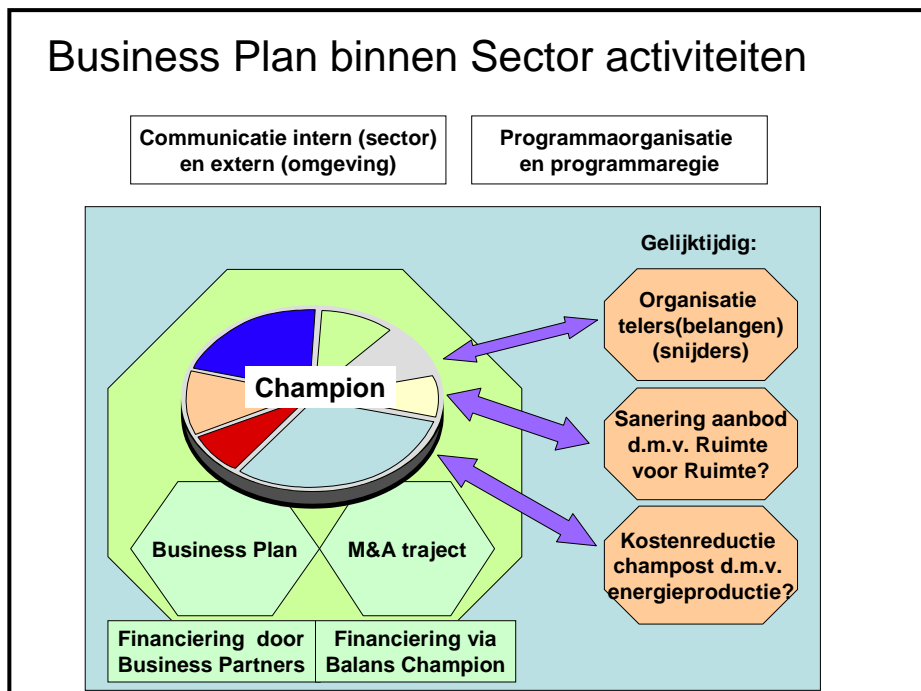 Business Plan binnen Sector activiteiten
Communicatie intern (sector)
en extern (omgeving)
Programmaorganisatie
en programmaregie
Gelijktijdig:
Organisatie
telers(belangen)
(snijders)
Champion
Sanering aanbod
d.m.v. Ruimte
voor Ruimte?
Kostenreductie
champost d.m.v.
energieproductie?
Business Plan
M&A traject
Financiering door
Business Partners
Financiering via
Balans Champion